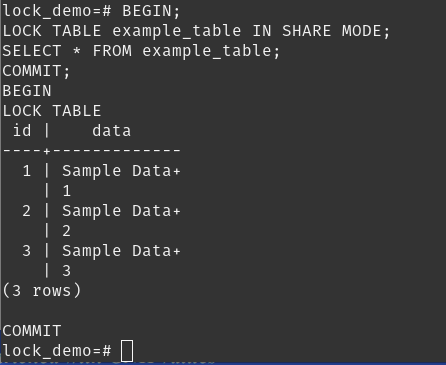 lock_demo=# BEGIN;
LOCK TABLE example_table IN SHARE MODE;
SELECT * FROM example_table;
COMMIT;
BEGIN
LOCK TABLE
 id |    data
----+-------------
  1 | Sample Data+
    | 1
  2 | Sample Data+
    | 2
  3 | Sample Data+
    | 3
(3 rows)

COMMIT
lock_demo=#